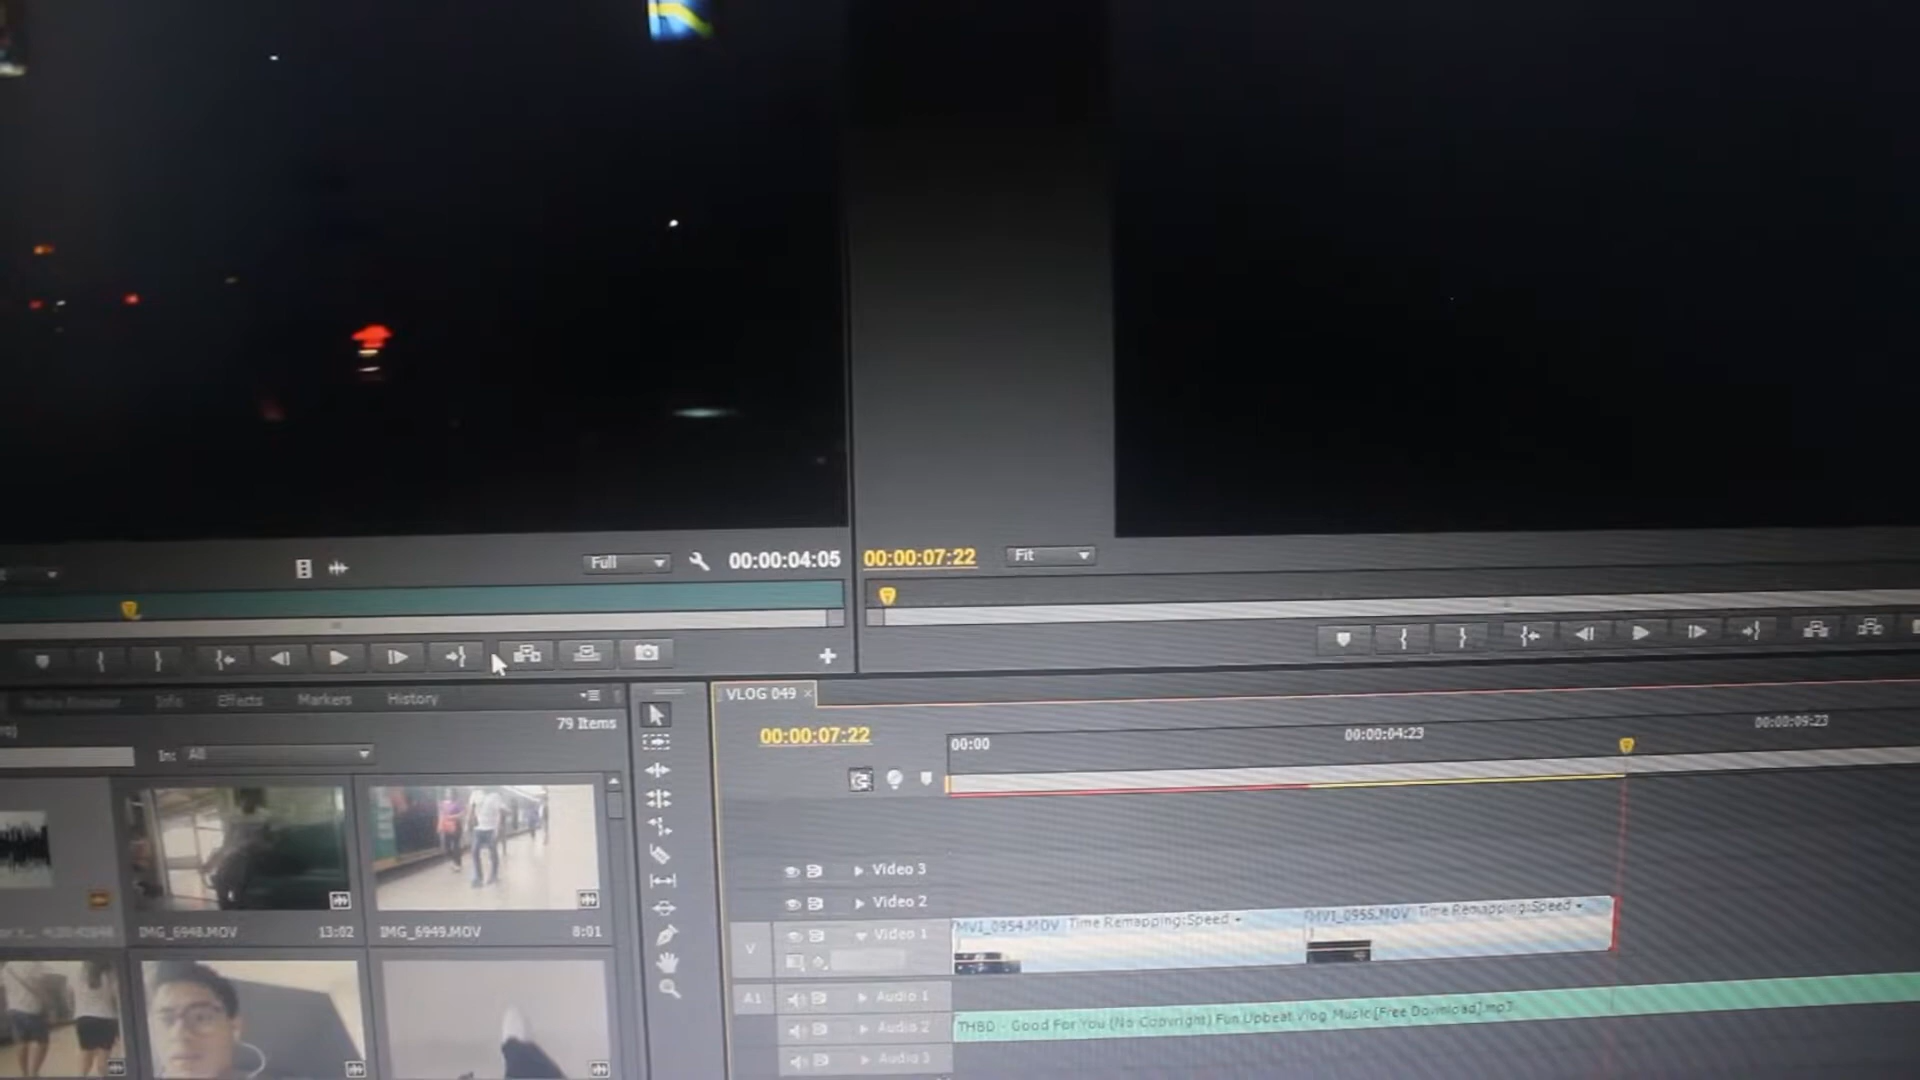 Full
00:00:04:05
00:00:07:22
Fit
Info
Effects
Markers
History
79 Items
In: All
IMG_6948.MOV
13:02
IMG_6949.MOV
8:01
VLOG 049 ×
00:00:07:22
00:00
00:00:04:23
00:00:09:23
Video 3
Video 2
V
Video 1
MVI_0954.MOV Time Remapping:Speed
MVI_0955.MOV Time Remapping:Speed
A1
Audio 1
Audio 2
THBD - Good For You (No Copyright) Fun Upbeat Vlog Music [Free Download].mp3
Audio 3